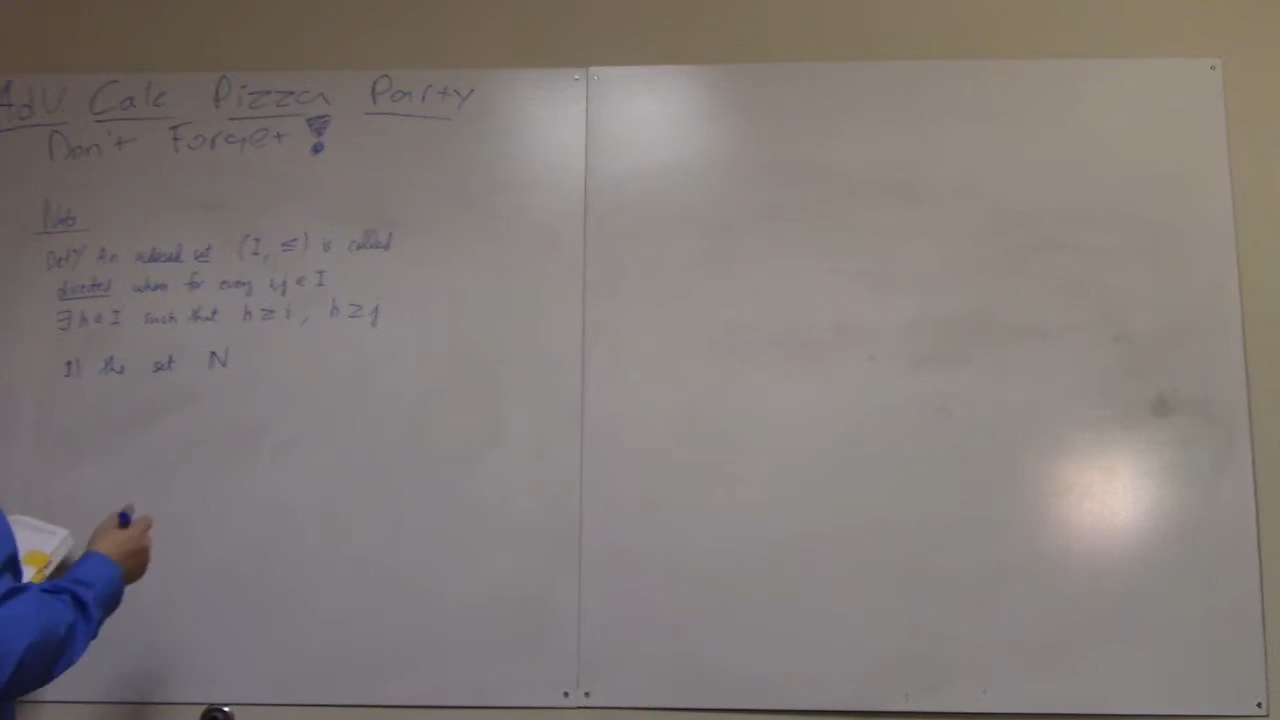 Adv Calc Pizza Party
Don't Forget!
Nets
Def'n An ordered set (I, ≤) is called
directed when for every i,j ∈ I
∃ k ∈ I such that k ≥ i, k ≥ j
1) the set N